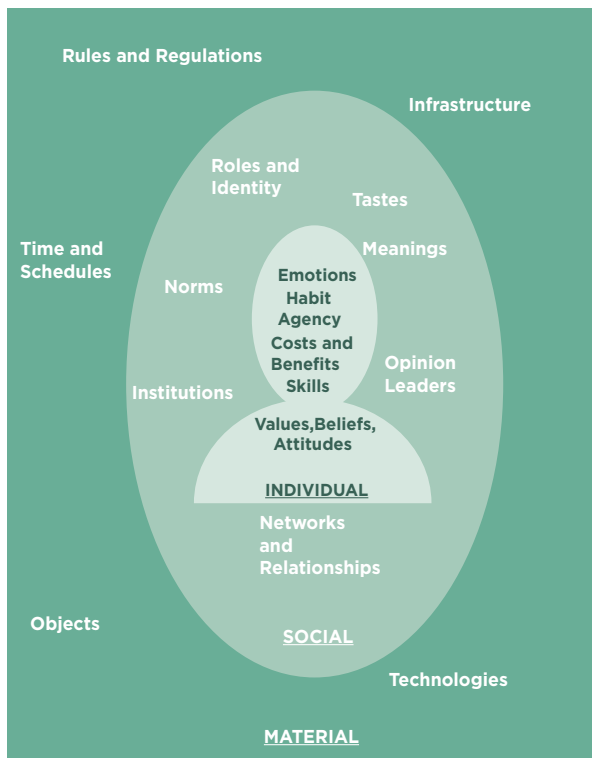 Rules and Regulations
Infrastructure
Roles and
Identity
Tastes
Time and
Schedules
Meanings
Norms
Emotions
Habit
Agency
Costs and
Benefits
Skills
Opinion
Leaders
Institutions
Values,Beliefs,
Attitudes
INDIVIDUAL
Networks
and
Relationships
Objects
SOCIAL
Technologies
MATERIAL